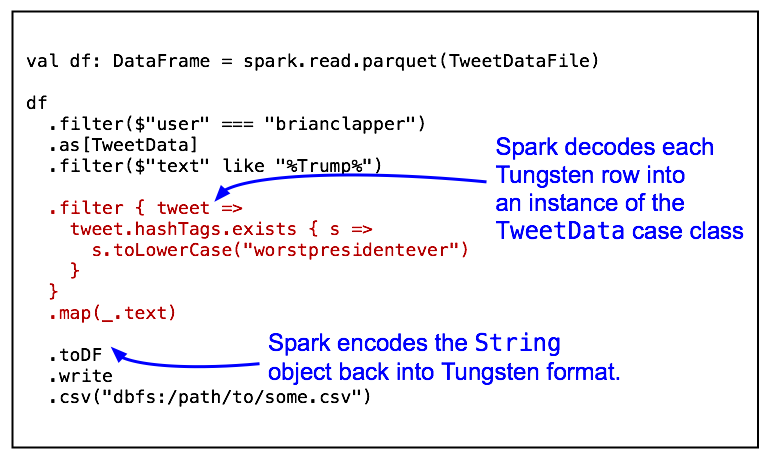 val df: DataFrame = spark.read.parquet(TweetDataFile)
df
.filter($"user" === "brianclapper")
.as[TweetData]
.filter($"text" like "%Trump%")
.filter { tweet =>
tweet.hashTags.exists { s =>
s.toLowerCase("worstpresidentever")
}
}
.map(_.text)
.toDF
.write
.csv("dbfs:/path/to/some.csv")
Spark decodes each
Tungsten row into
an instance of the
TweetData case class
Spark encodes the String
object back into Tungsten format.